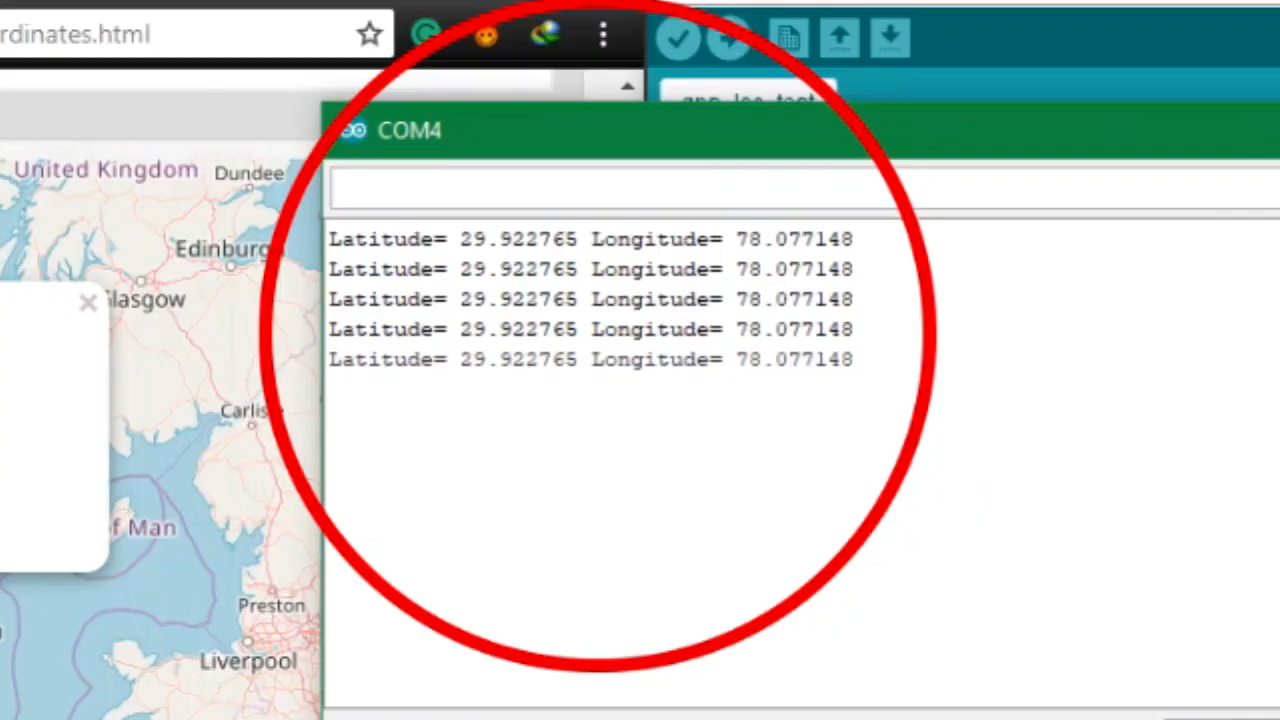 rdinates.html
COM4
United Kingdom
Dundee
Edinburg
Glasgow
Carlis
of Man
Preston
Liverpool
Latitude= 29.922765 Longitude= 78.077148
Latitude= 29.922765 Longitude= 78.077148
Latitude= 29.922765 Longitude= 78.077148
Latitude= 29.922765 Longitude= 78.077148
Latitude= 29.922765 Longitude= 78.077148